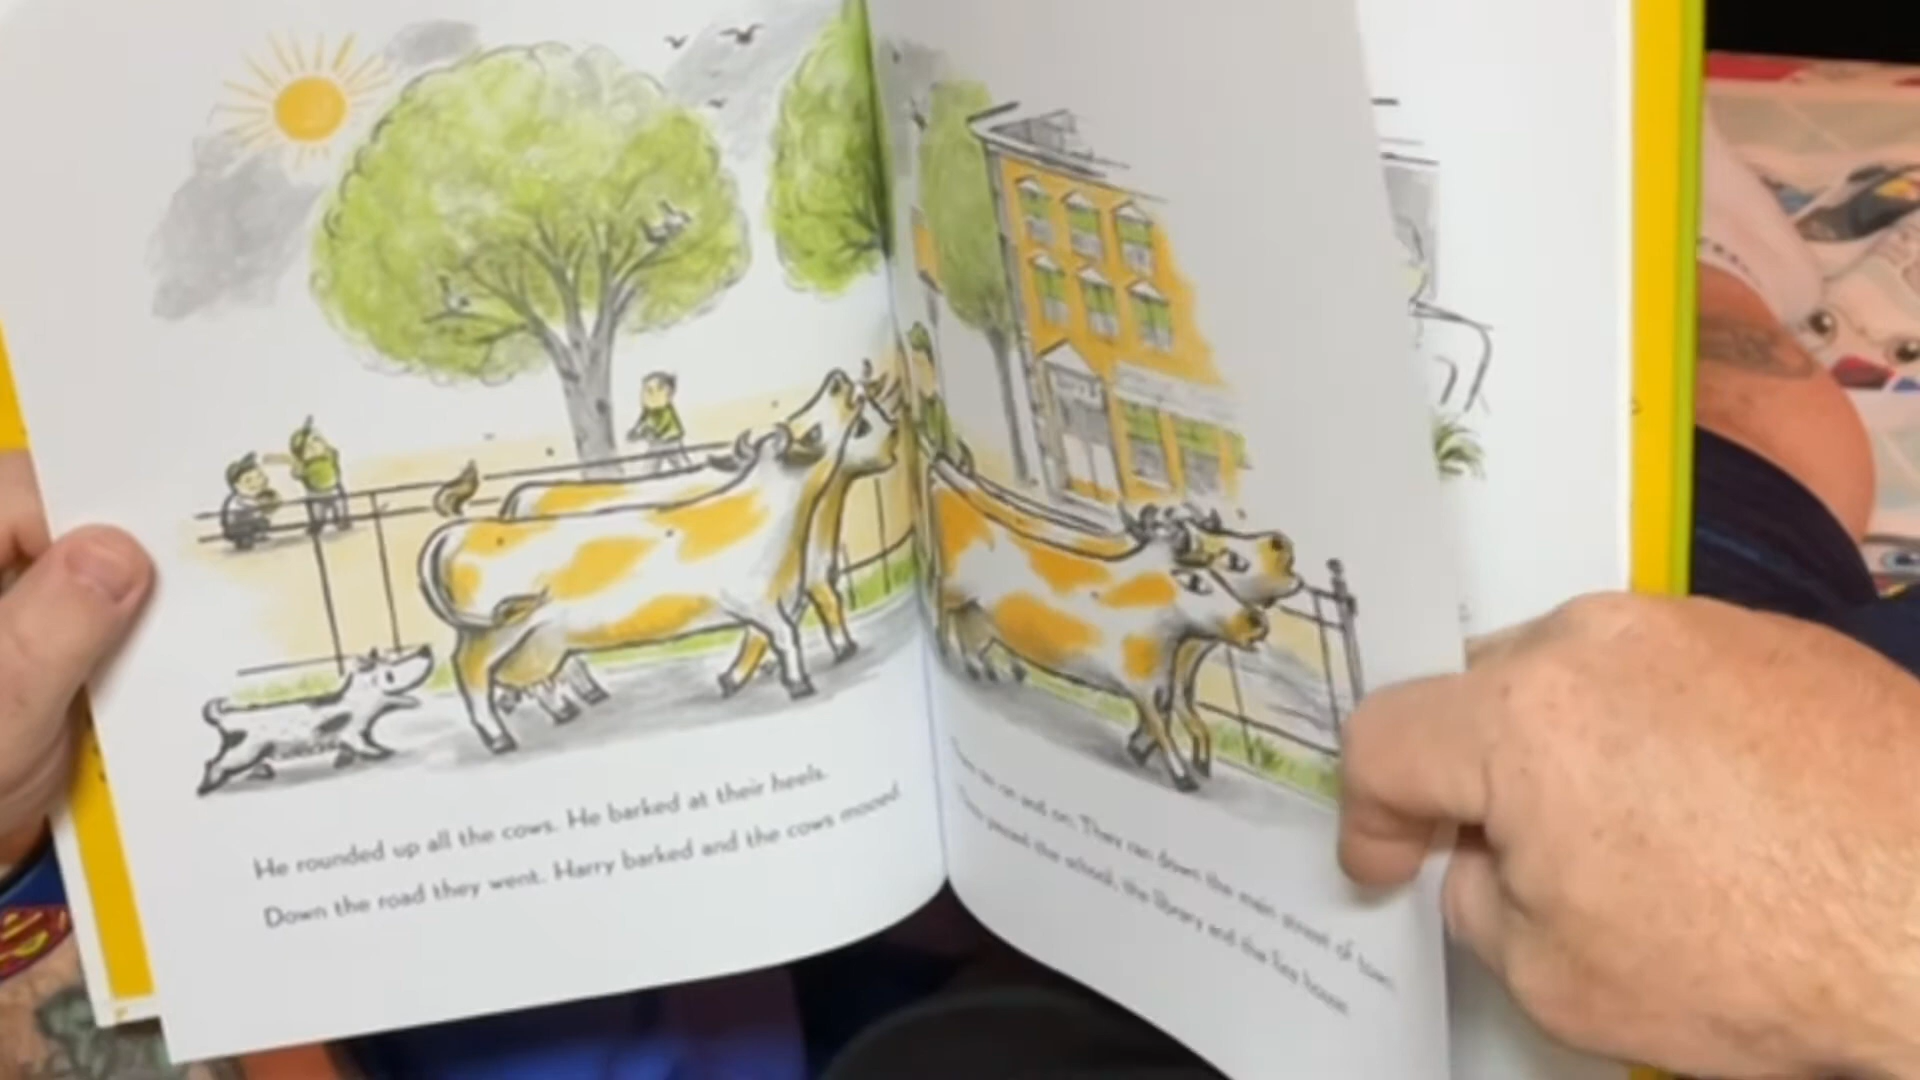 He rounded up all the cows. He barked at their heels.
Down the road they went. Harry barked and the cows mooed.
on and on. They ran down the main street of town.
They passed the school, the library and the fire house.